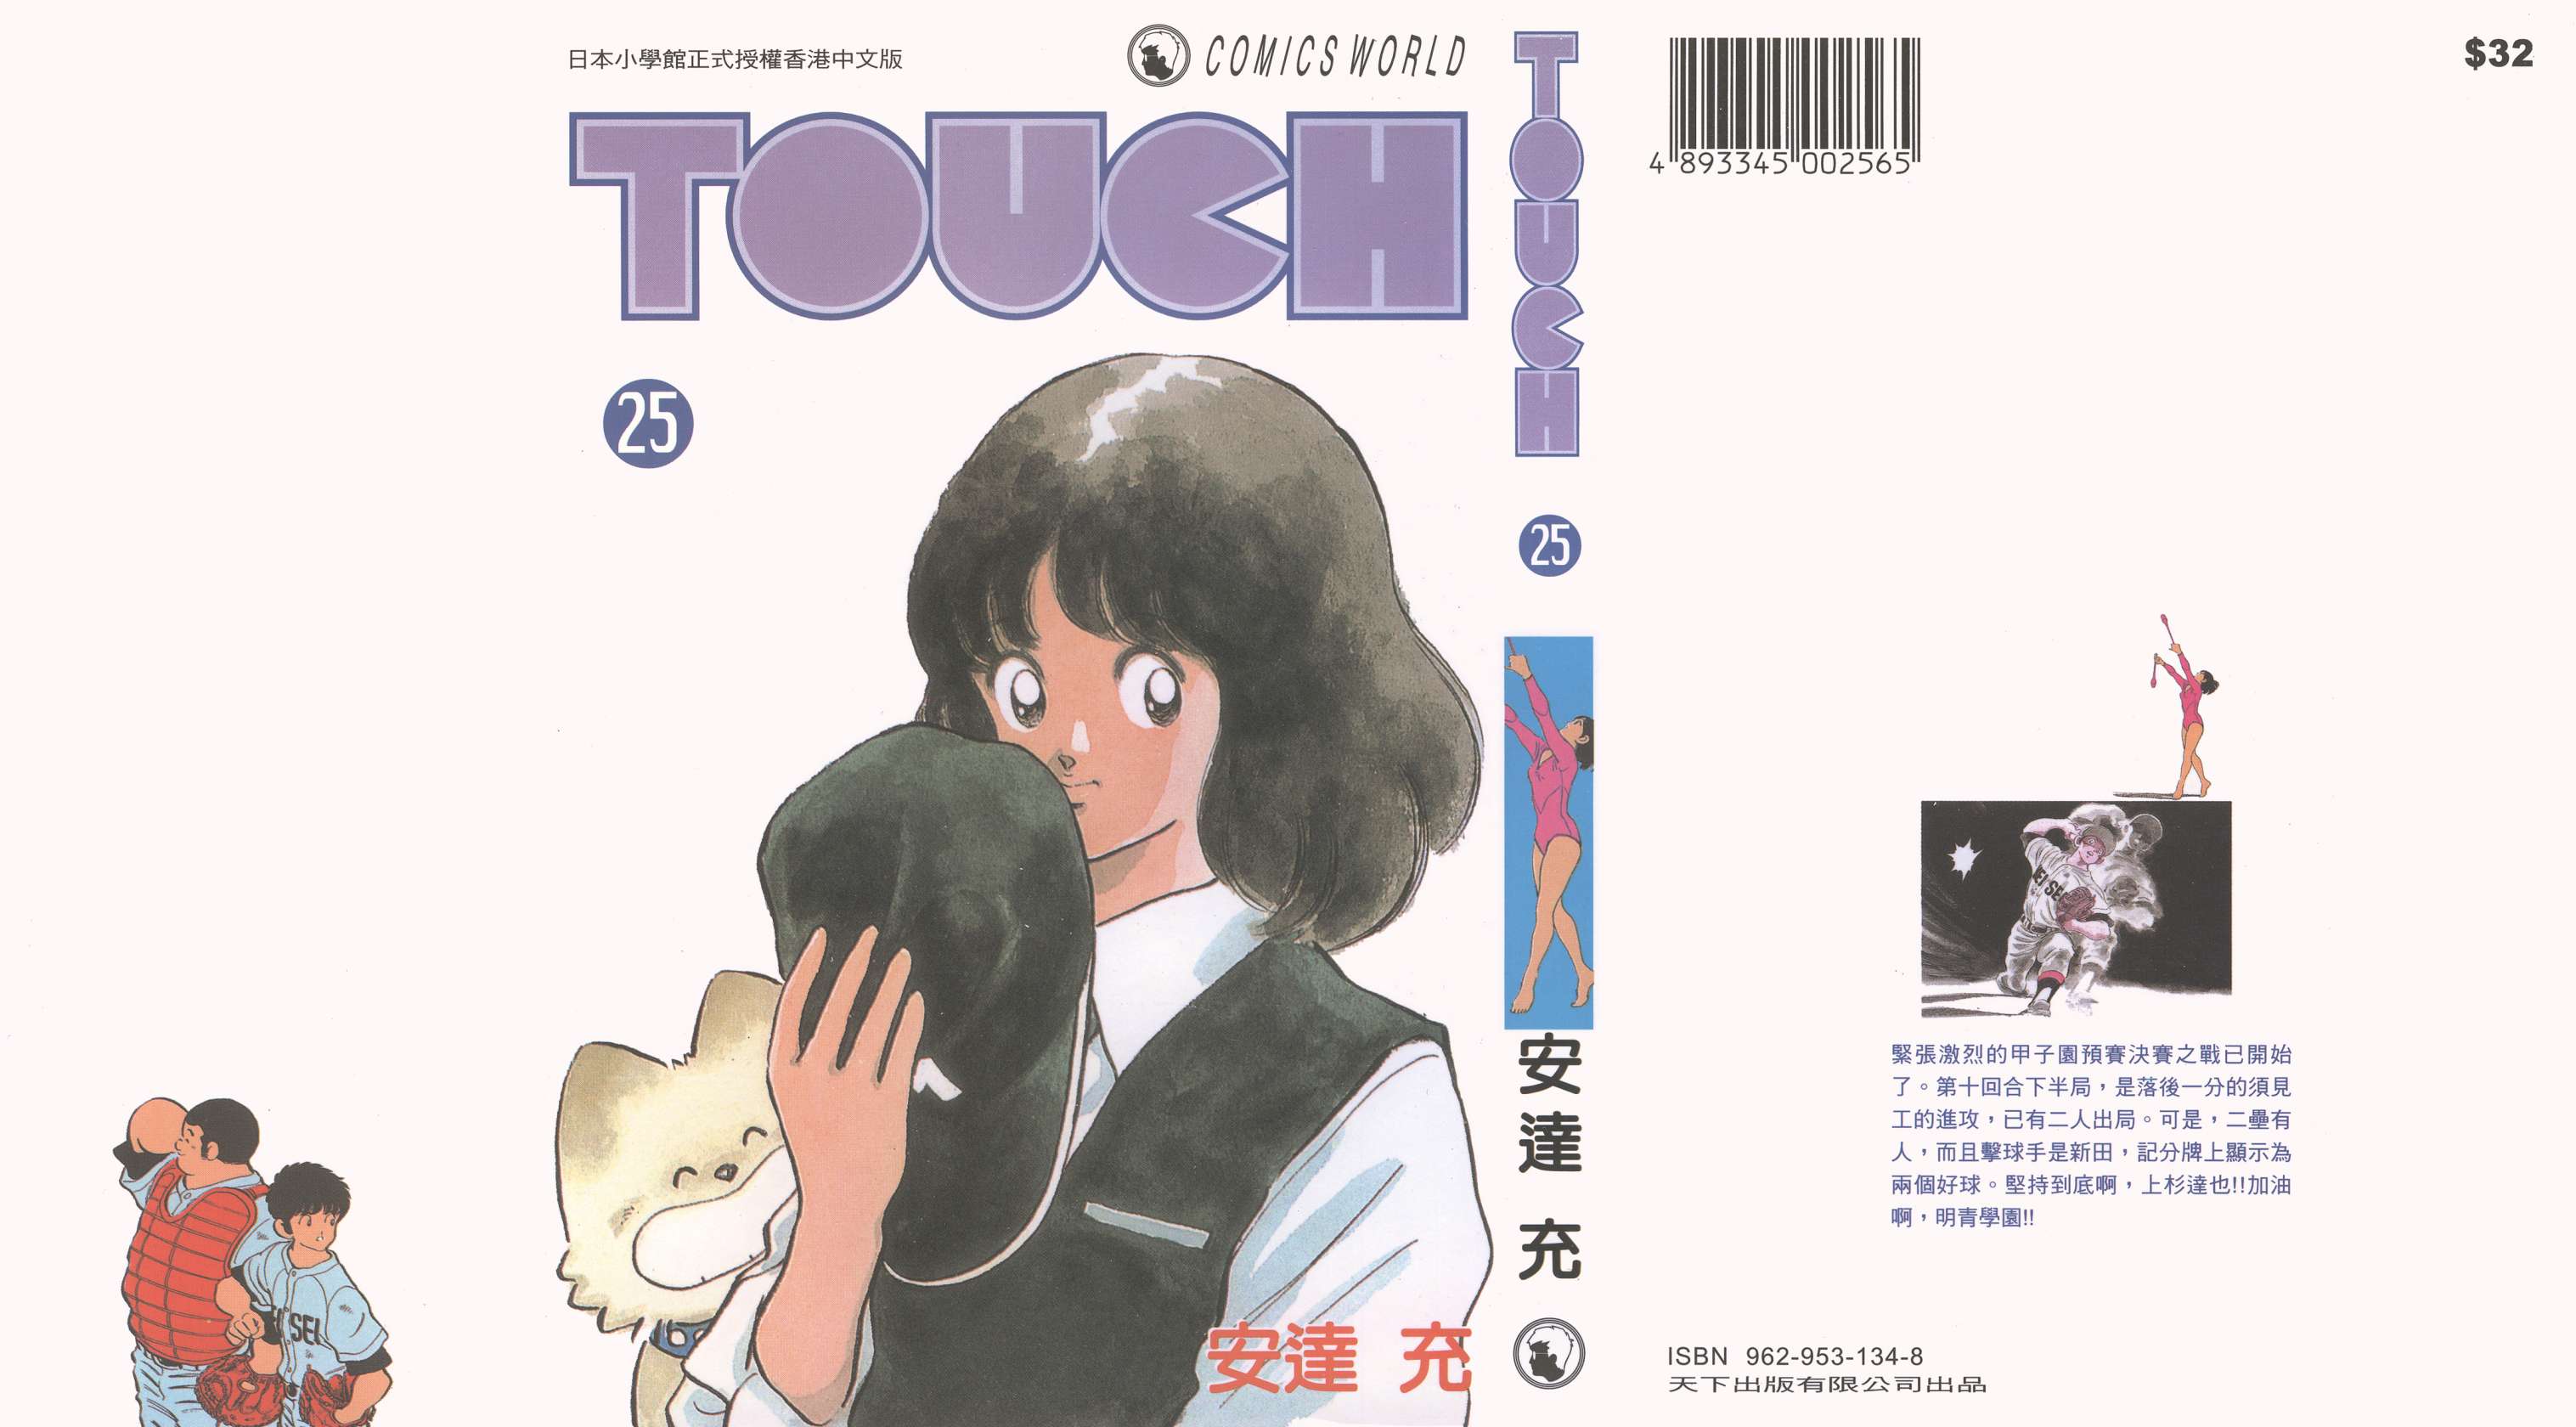 日本小學館正式授權香港中文版
COMICS WORLD
TOUCH
25
安達 充
EI SEI
TOUCH
25
安達 充
4 893345 002565
$32
EI SE
緊張激烈的甲子園預賽決賽之戰已開始
了。第十回合下半局，是落後一分的須見
工的進攻，已有二人出局。可是，二壘有
人，而且擊球手是新田，記分牌上顯示為
兩個好球。堅持到底啊，上杉達也!!加油
啊，明青學園!!
ISBN 962-953-134-8
天下出版有限公司出品